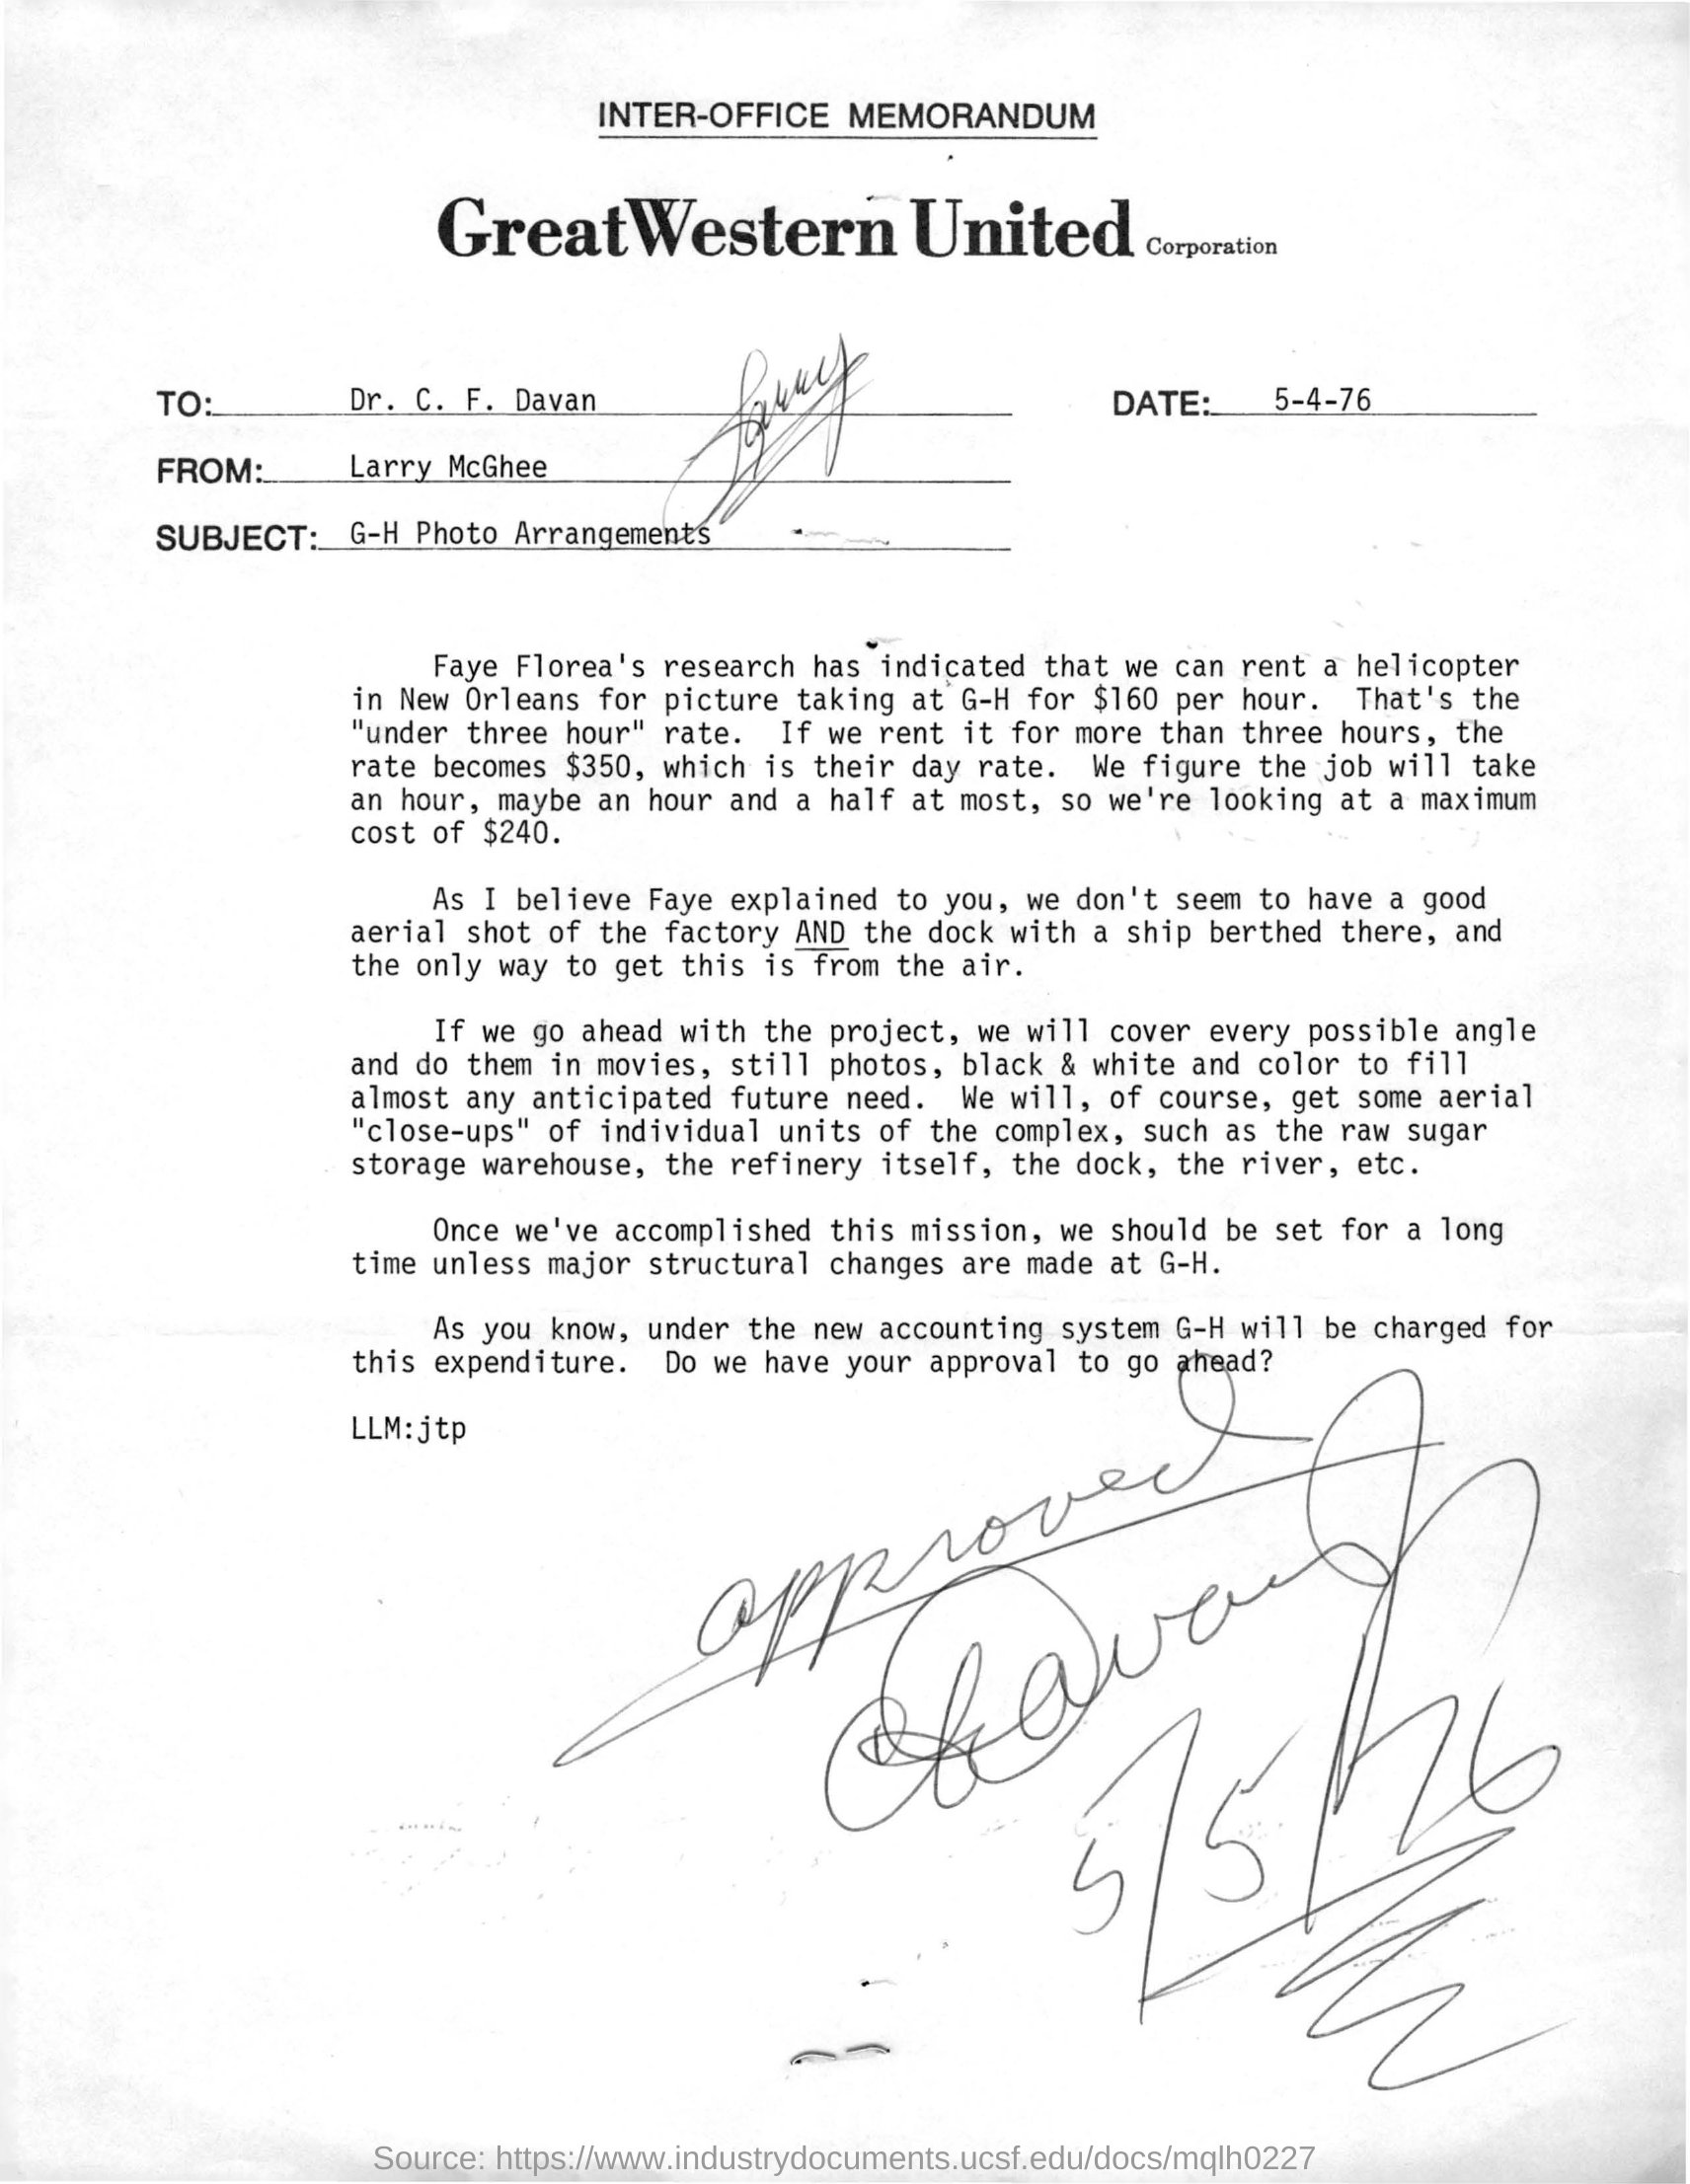 INTER-OFFICE MEMORANDUM
GreatWestern United Corporation
TO: Dr. C. F. Davan DATE: 5-4-76
Larry
FROM: Larry McGhee
SUBJECT: G-H Photo Arrangements
Faye Florea's research has indicated that we can rent a helicopter
in New Orleans for picture taking at G-H for $160 per hour. That's the
"under three hour" rate. If we rent it for more than three hours, the
rate becomes $350, which is their day rate. We figure the job will take
an hour, maybe an hour and a half at most, so we're looking at a maximum
cost of $240.
As I believe Faye explained to you, we don't seem to have a good
aerial shot of the factory AND the dock with a ship berthed there, and
the only way to get this is from the air.
If we go ahead with the project, we will cover every possible angle
and do them in movies, still photos, black & white and color to fill
almost any anticipated future need. We will, of course, get some aerial
"close-ups" of individual units of the complex, such as the raw sugar
storage warehouse, the refinery itself, the dock, the river, etc.
Once we've accomplished this mission, we should be set for a long
time unless major structural changes are made at G-H.
As you know, under the new accounting system G-H will be charged for
this expenditure. Do we have your approval to go ahead?
LLM:jtp
approved
CFDavan
5/5/76
Source: https://www.industrydocuments.ucsf.edu/docs/mqlh0227